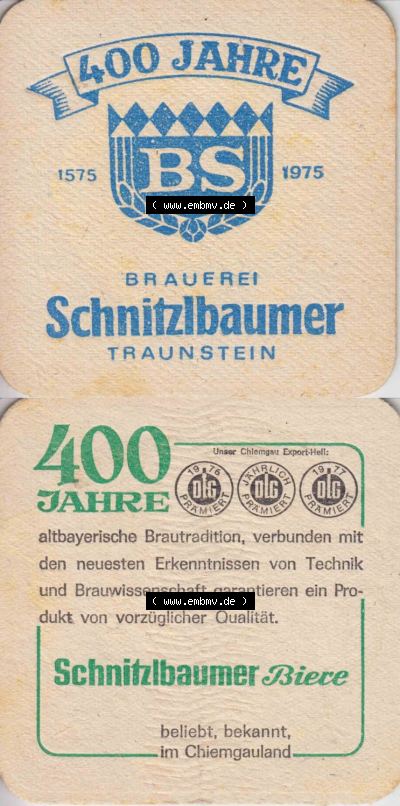 400 JAHRE
BS
1575 1975
( www.embmv.de )
BRAUEREI
Schnitzlbaumer
TRAUNSTEIN
400
JAHRE
Unser Chiemgau Export-Hell:
1976 DLG PRÄMIERT
JÄHRLICH DLG PRÄMIERT
1977 DLG PRÄMIERT
altbayerische Brautradition, verbunden mit
den neuesten Erkenntnissen von Technik
und Brauwissenschaft garantieren ein Pro-
( www.embmv.de )
dukt von vorzüglicher Qualität.
Schnitzlbaumer Biere
beliebt, bekannt,
im Chiemgauland